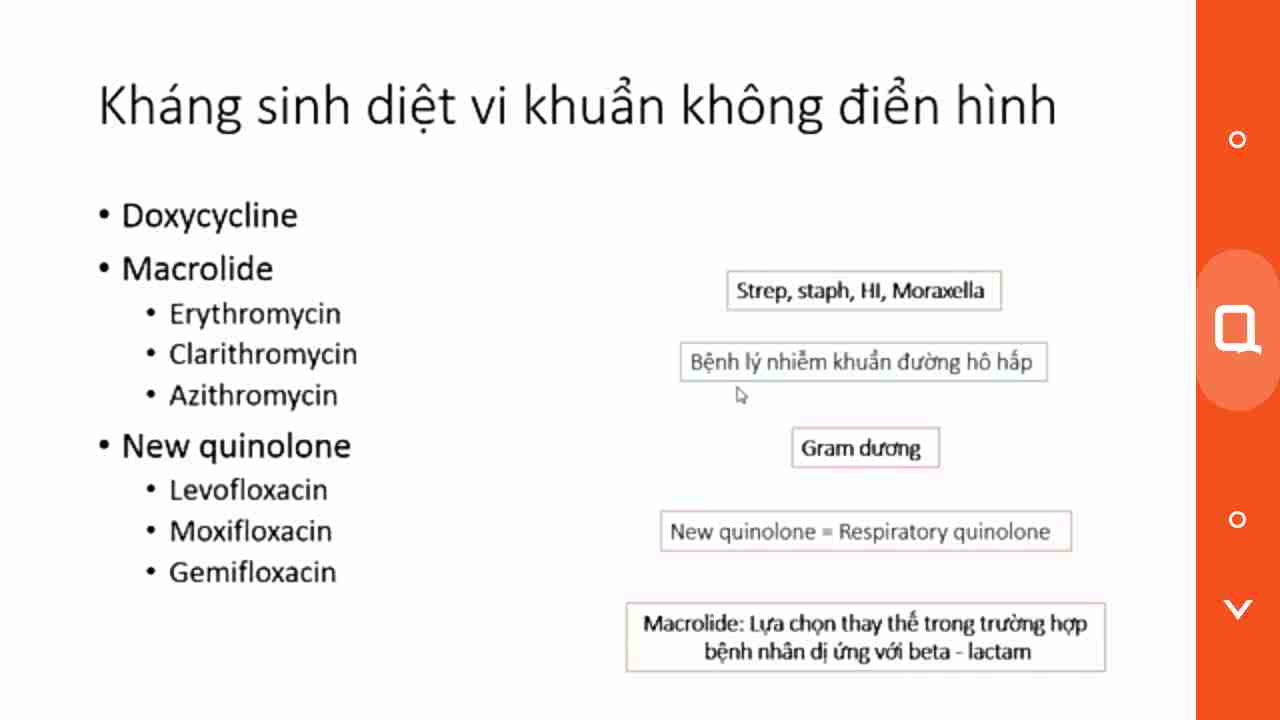 Kháng sinh diệt vi khuẩn không điển hình
• Doxycycline
• Macrolide
• Erythromycin
• Clarithromycin
• Azithromycin
• New quinolone
• Levofloxacin
• Moxifloxacin
• Gemifloxacin
Strep, staph, HI, Moraxella
Bệnh lý nhiễm khuẩn đường hô hấp
Gram dương
New quinolone = Respiratory quinolone
Macrolide: Lựa chọn thay thế trong trường hợp
bệnh nhân dị ứng với beta - lactam